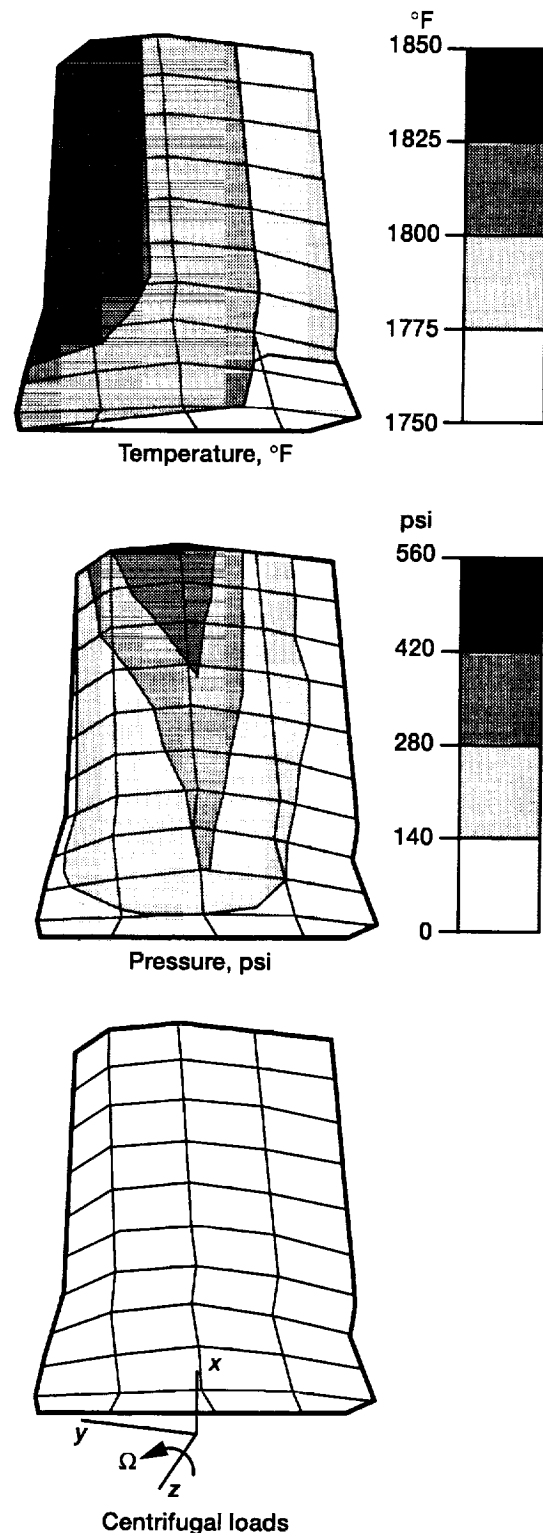 °F
1850
1825
1800
1775
1750
Temperature, °F
psi
560
420
280
140
0
Pressure, psi
x
y
Ω
z
Centrifugal loads